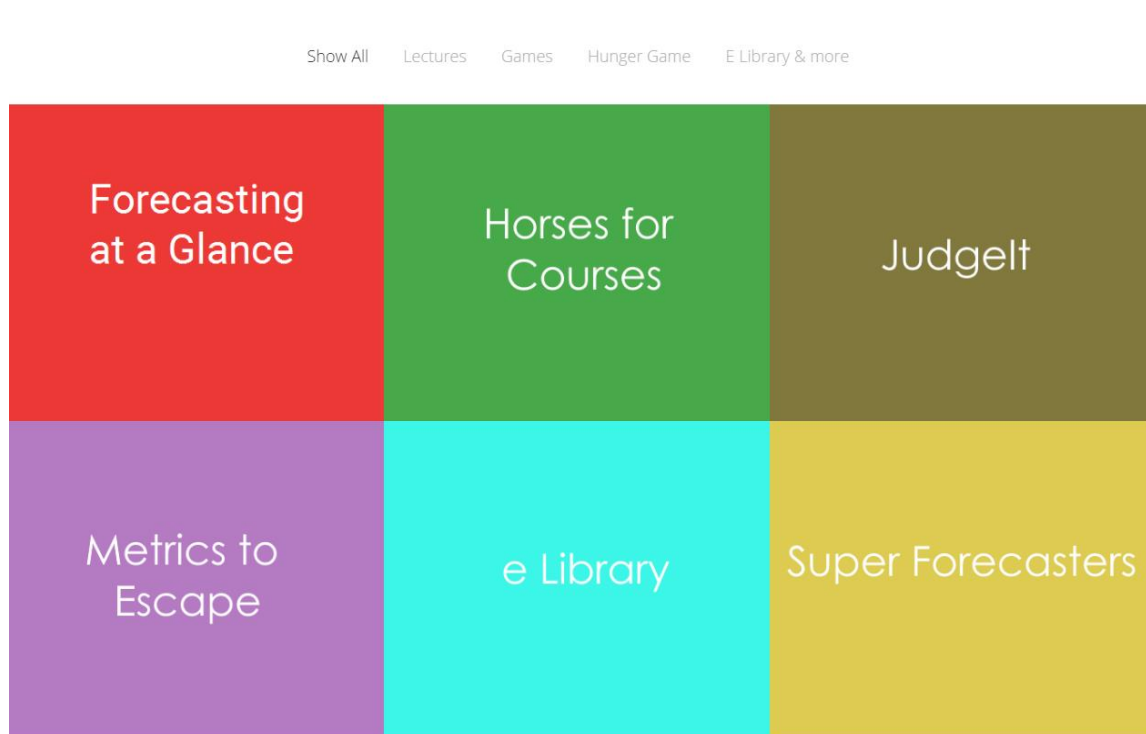 Show All Lectures Games Hunger Game E Library & more
Forecasting
at a Glance
Horses for
Courses
JudgeIt
Metrics to
Escape
e Library
Super Forecasters